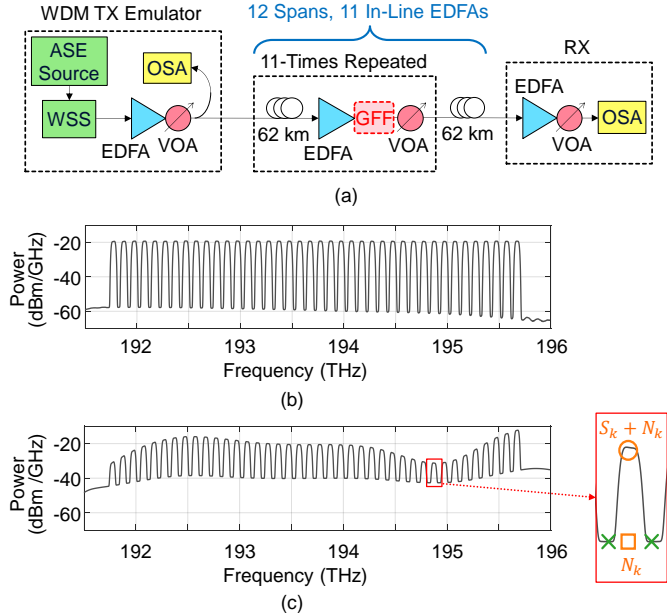 WDM TX Emulator
ASE
Source
WSS
EDFA
VOA
OSA
12 Spans, 11 In-Line EDFAs
11-Times Repeated
62 km
EDFA
GFF
VOA
62 km
RX
EDFA
VOA
OSA
(a)
Power
(dBm/GHz)
-20
-40
-60
192
193
194
195
196
Frequency (THz)
(b)
Power
(dBm /GHz)
-20
-40
-60
192
193
194
195
196
Frequency (THz)
(c)
S_k + N_k
N_k